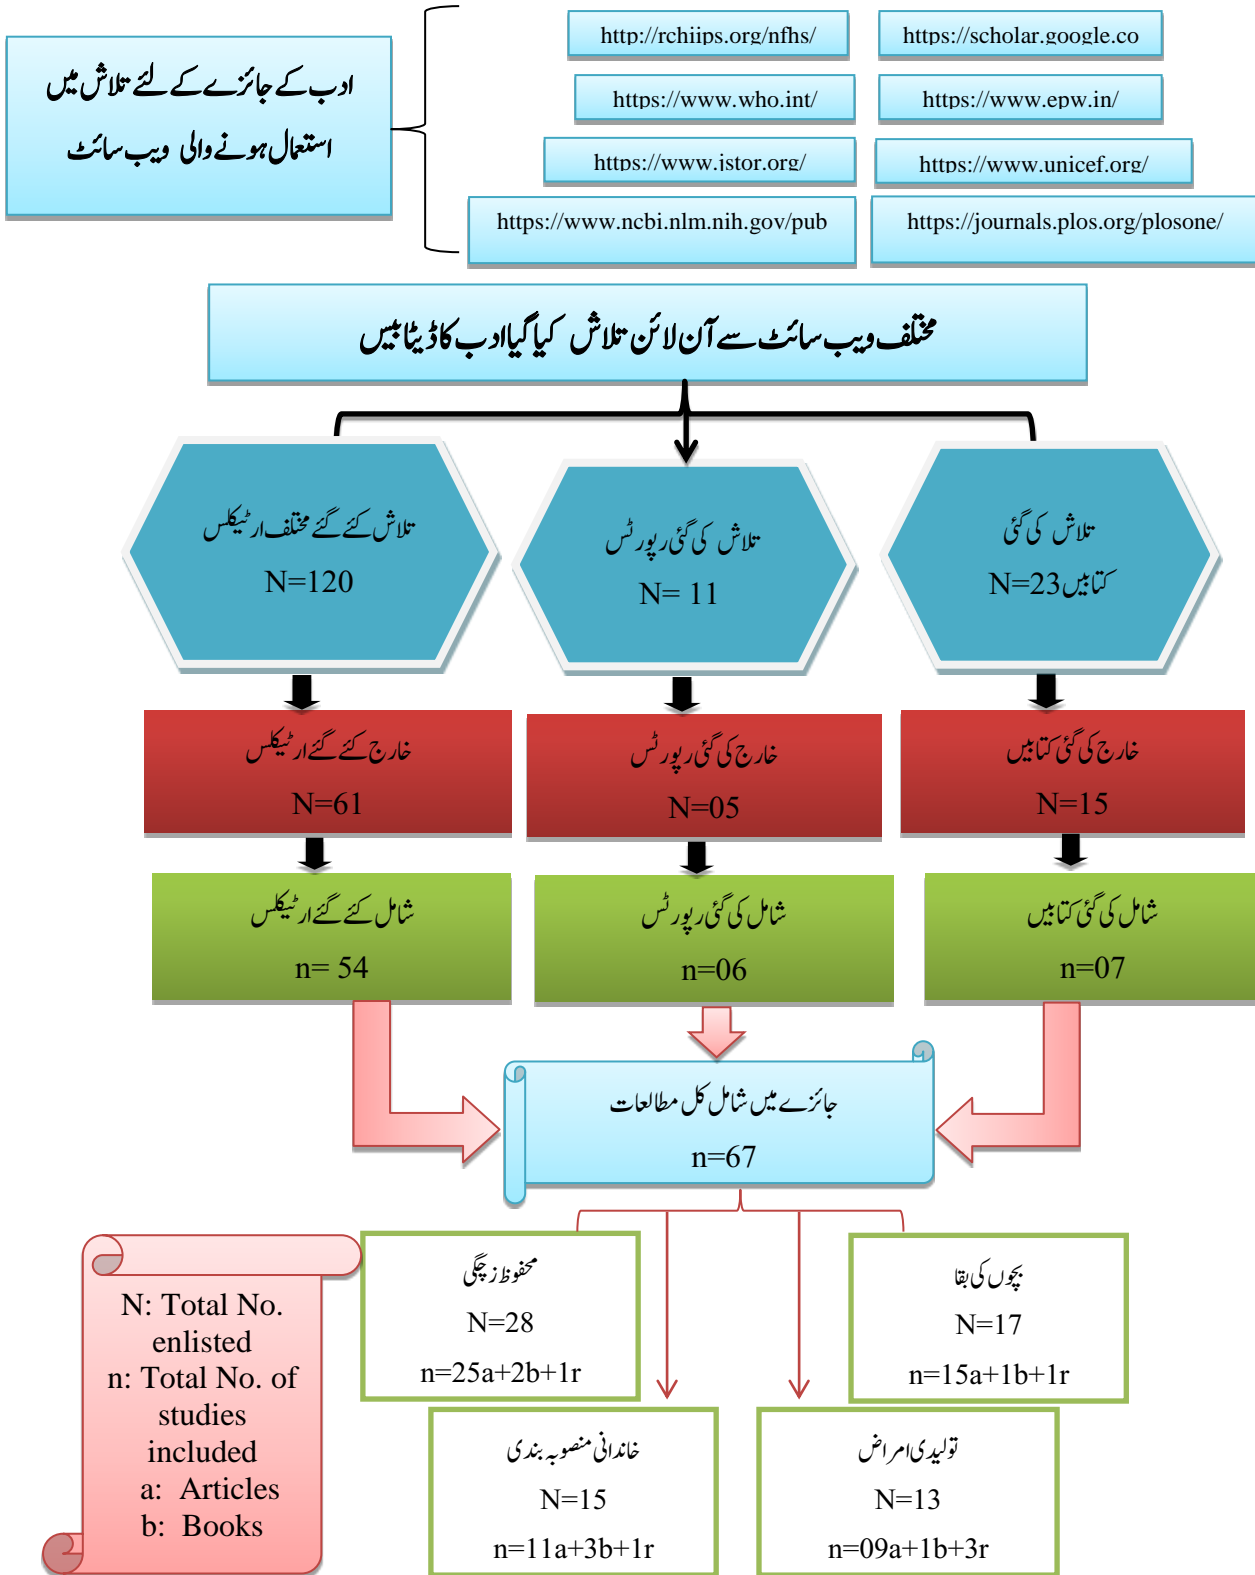 ادب کے جائزے کے لئے تلاش میں
استعمال ہونے والی ویب سائٹ
http://rchiips.org/nfhs/
https://scholar.google.co
https://www.who.int/
https://www.epw.in/
https://www.jstor.org/
https://www.unicef.org/
https://www.ncbi.nlm.nih.gov/pub
https://journals.plos.org/plosone/
مختلف ویب سائٹ سے آن لائن تلاش کیا گیا ادب کا ڈیٹا بیس
تلاش کئے گئے مختلف ارٹیکلس
N=120
تلاش کی گئی رپورٹس
N= 11
تلاش کی گئی
کتابیں N=23
خارج کئے گئے ارٹیکلس
N=61
خارج کی گئی رپورٹس
N=05
خارج کی گئی کتابیں
N=15
شامل کئے گئے ارٹیکلس
n= 54
شامل کی گئی رپورٹس
n=06
شامل کی گئی کتابیں
n=07
جائزے میں شامل کل مطالعات
n=67
محفوظ زچگی
N=28
n=25a+2b+1r
بچوں کی بقا
N=17
n=15a+1b+1r
خاندانی منصوبہ بندی
N=15
n=11a+3b+1r
تولیدی امراض
N=13
n=09a+1b+3r
N: Total No.
enlisted
n: Total No. of
studies
included
a: Articles
b: Books